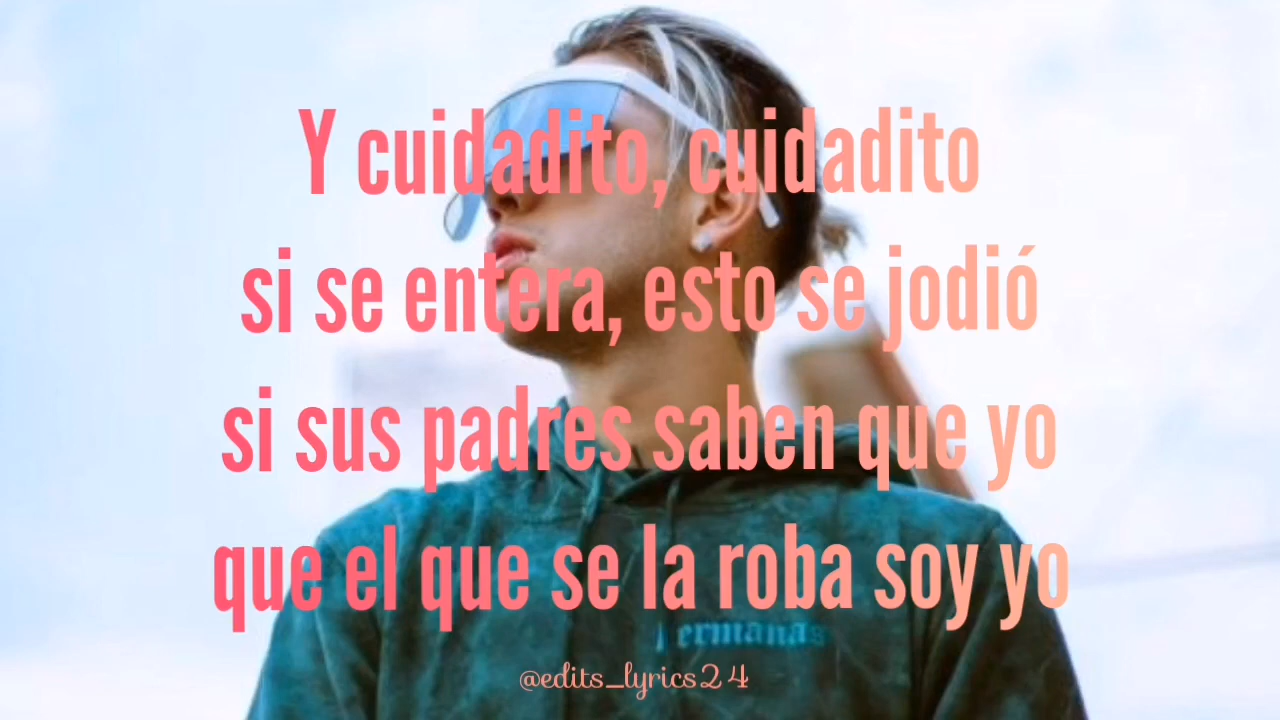 Y cuidadito, cuidadito
si se entera, esto se jodió
si sus padres saben que yo
que el que se la roba soy yo
ermanas
@edits_lyrics24